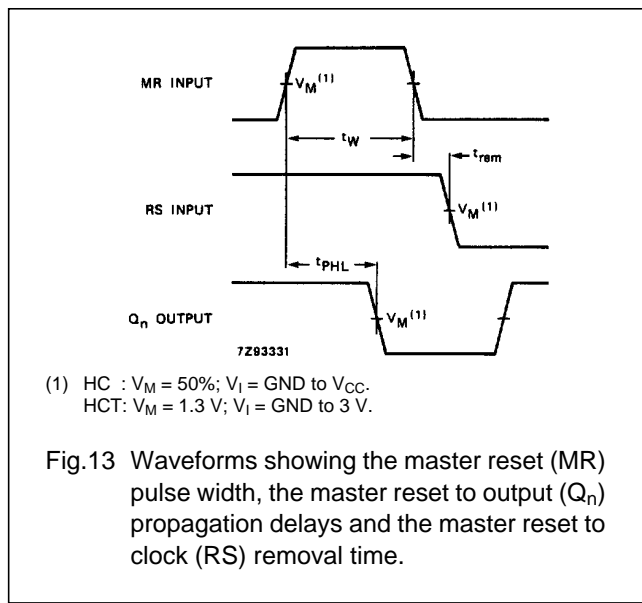 MR INPUT
V_M (1)
t_W
t_rem
RS INPUT
V_M (1)
t_PHL
Q_n OUTPUT
V_M (1)
7Z93331
(1) HC : V_M = 50%; V_I = GND to V_CC.
HCT: V_M = 1.3 V; V_I = GND to 3 V.
Fig.13 Waveforms showing the master reset (MR)
pulse width, the master reset to output (Q_n)
propagation delays and the master reset to
clock (RS) removal time.